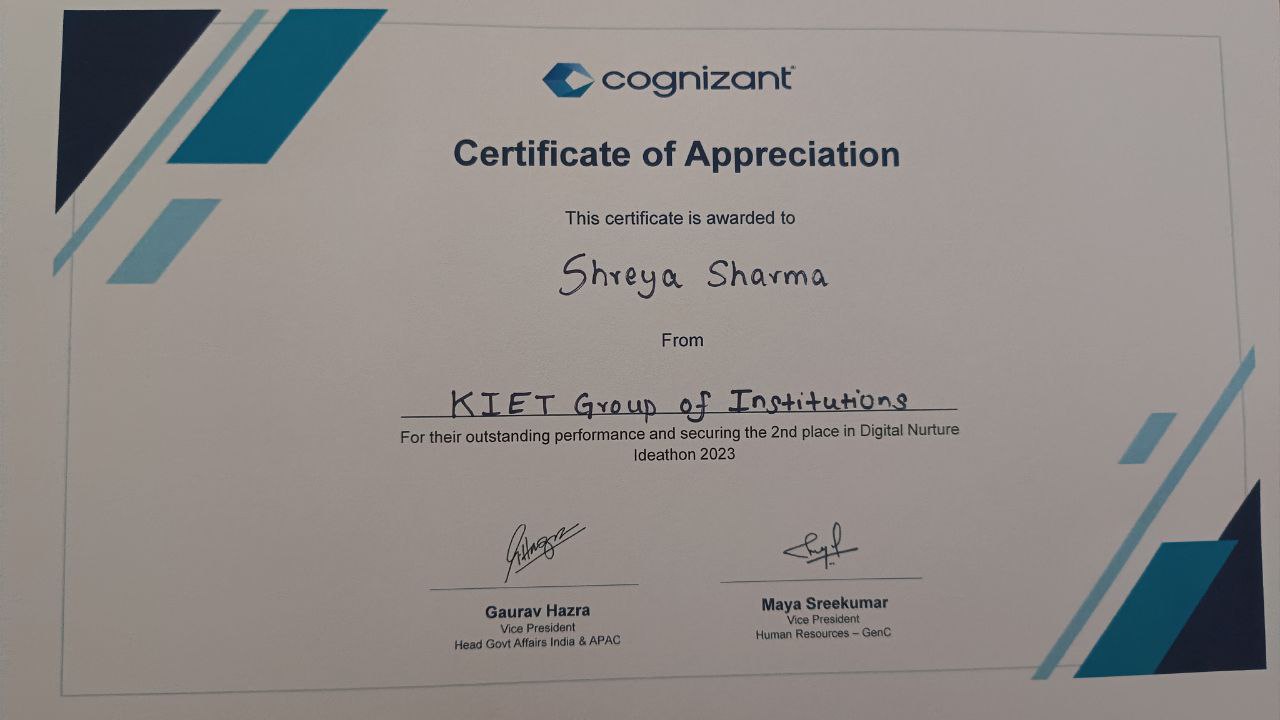 cognizant
Certificate of Appreciation
This certificate is awarded to
Shreya Sharma
From
KIET Group of Institutions
For their outstanding performance and securing the 2nd place in Digital Nurture
Ideathon 2023
Gaurav Hazra
Vice President
Head Govt Affairs India & APAC
Maya Sreekumar
Vice President
Human Resources – GenC